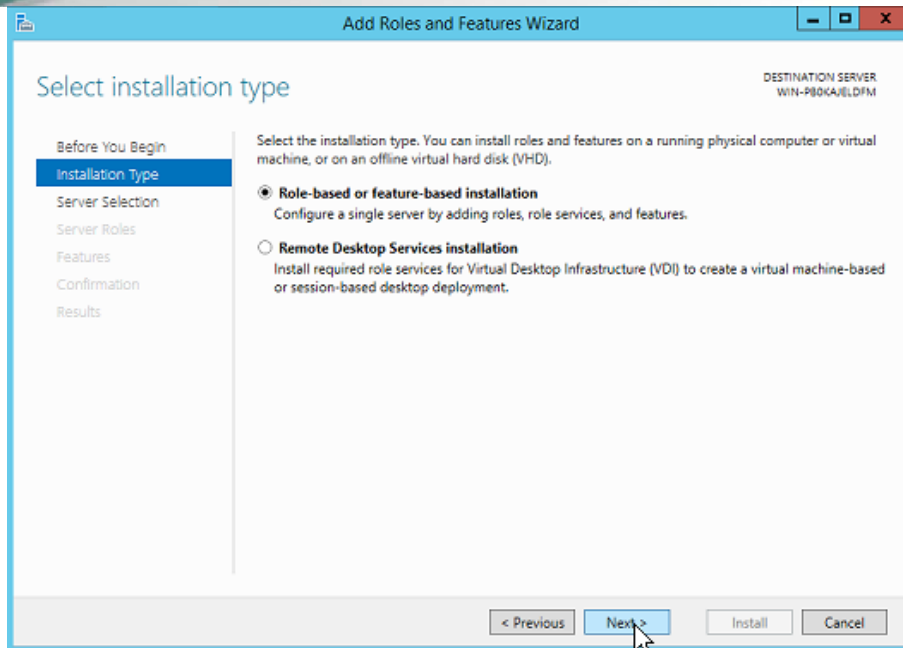 Add Roles and Features Wizard
Select installation type
DESTINATION SERVER
WIN-PB0KAJELDFM
Before You Begin
Installation Type
Server Selection
Server Roles
Features
Confirmation
Results
Select the installation type. You can install roles and features on a running physical computer or virtual
machine, or on an offline virtual hard disk (VHD).
Role-based or feature-based installation
Configure a single server by adding roles, role services, and features.
Remote Desktop Services installation
Install required role services for Virtual Desktop Infrastructure (VDI) to create a virtual machine-based
or session-based desktop deployment.
< Previous
Next >
Install
Cancel